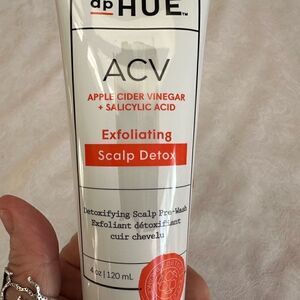 dpHUE™
ACV
APPLE CIDER VINEGAR
+ SALICYLIC ACID
Exfoliating
Scalp Detox
Detoxifying Scalp Pre-Wash
Exfoliant détoxifiant
cuir chevelu
4 oz | 120 mL